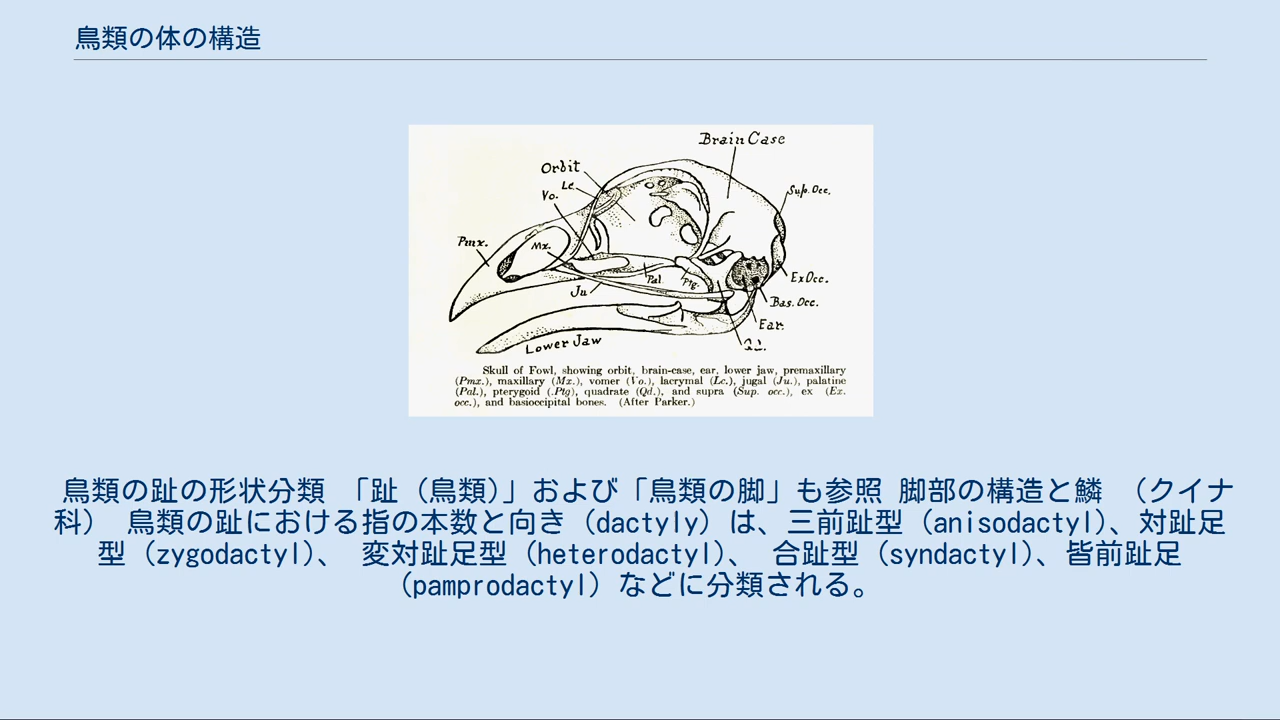 鳥類の体の構造
Brain Case
Orbit
Lc.
Vo.
Sup. Occ.
Pmx.
Mx.
Ju
Pal.
Ptg.
Ex Occ.
Bas. Occ.
Ear.
Qd.
Lower Jaw
Skull of Fowl, showing orbit, brain-case, ear, lower jaw, premaxillary
(Pmx.), maxillary (Mx.), vomer (Vo.), lacrymal (Lc.), jugal (Ju.), palatine
(Pal.), pterygoid (.Ptg), quadrate (Qd.), and supra (Sup. occ.), ex (Ex.
occ.), and basioccipital bones. (After Parker.)
鳥類の趾の形状分類 「趾（鳥類）」および「鳥類の脚」も参照 脚部の構造と鱗 （クイナ
科） 鳥類の趾における指の本数と向き（dactyly）は、三前趾型（anisodactyl）、対趾足
型（zygodactyl）、 変対趾足型（heterodactyl）、 合趾型（syndactyl）、皆前趾足
（pamprodactyl）などに分類される。